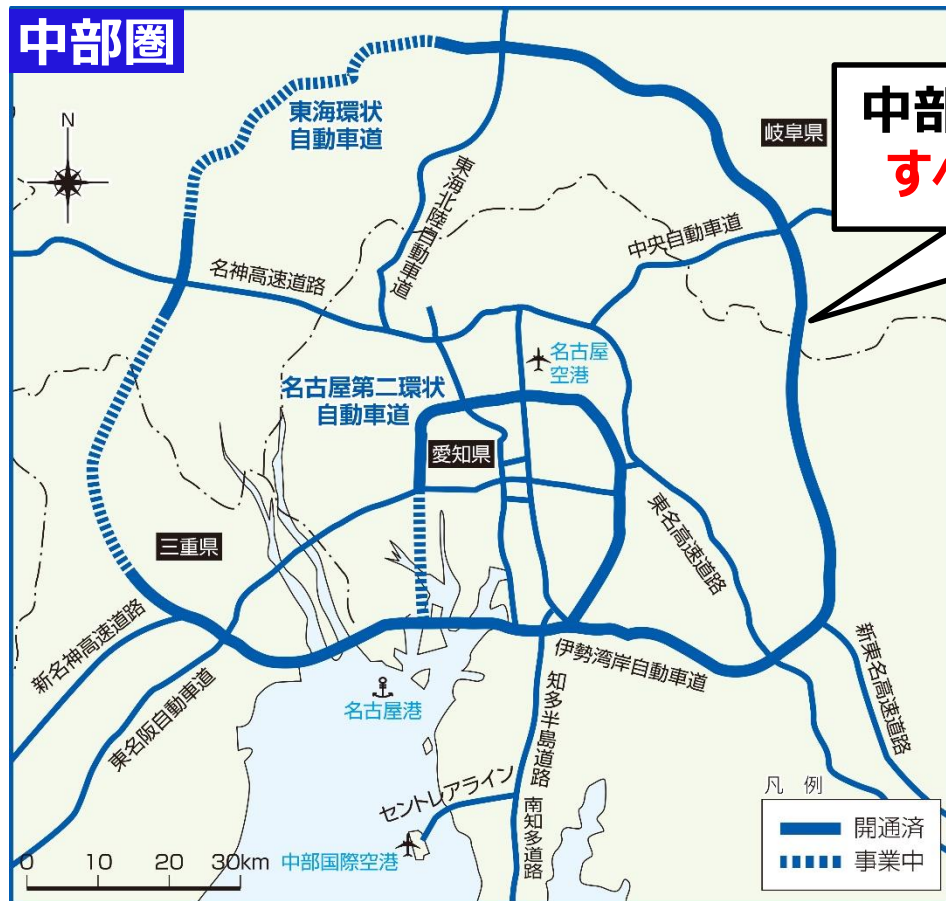 中部圏
中部
すべ
東海環状
自動車道
岐阜県
N
東海北陸自動車道
中央自動車道
名神高速道路
名古屋
空港
名古屋第二環状
自動車道
愛知県
東名高速道路
三重県
新名神高速道路
東名阪自動車道
伊勢湾岸自動車道
新東名高速道路
名古屋港
知多半島道路
セントレアライン
南知多道路
中部国際空港
0 10 20 30km
凡 例
開通済
事業中